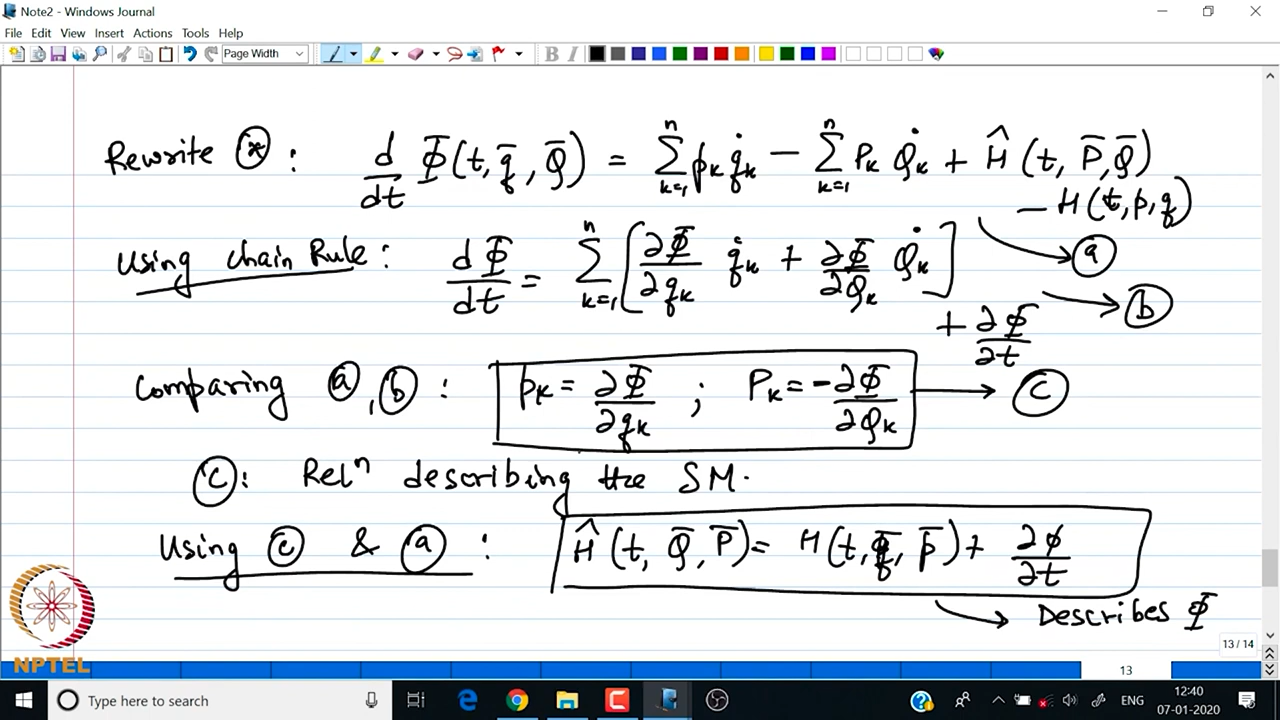 Note2 - Windows Journal
File Edit View Insert Actions Tools Help
Page Width
Rewrite ⊛ : d/dt Φ(t, q̄, Q̄) = Σ_{k=1}^{n} p_k q̇_k − Σ_{k=1}^{n} P_k Q̇_k + Ĥ(t, P̄, Q̄)
− H(t, p, q)
→ ⓐ
Using chain Rule : dΦ/dt = Σ_{k=1}^{n} [∂Φ/∂q_k q̇_k + ∂Φ/∂Q_k Q̇_k]
→ ⓑ
+ ∂Φ/∂t
Comparing ⓐ, ⓑ : p_k = ∂Φ/∂q_k ; P_k = −∂Φ/∂Q_k → ⓒ
ⓒ : Relⁿ describing the SM.
Using ⓒ & ⓐ : Ĥ(t, Q̄, P̄) = H(t, q̄, p̄) + ∂ϕ/∂t
→ Describes Φ
NPTEL
13 / 14
13
Type here to search
ENG
12:40
07-01-2020